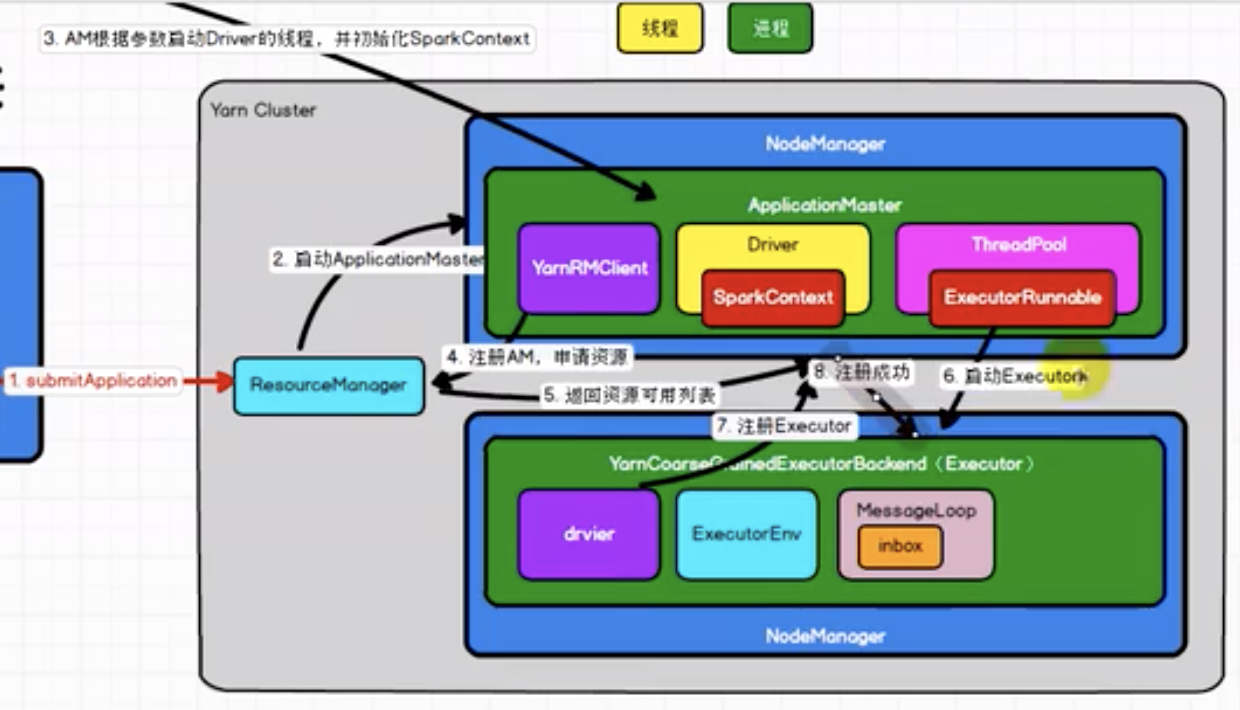 3. AM根据参数启动Driver的线程，并初始化SparkContext
线程
进程
Yarn Cluster
NodeManager
ApplicationMaster
YarnRMClient
Driver
SparkContext
ThreadPool
ExecutorRunnable
2. 启动ApplicationMaster
1. submitApplication
ResourceManager
4. 注册AM，申请资源
5. 返回资源可用列表
8. 注册成功
6. 启动Executor
7. 注册Executor
YarnCoarseGrainedExecutorBackend（Executor）
drvier
ExecutorEnv
MessageLoop
inbox
NodeManager